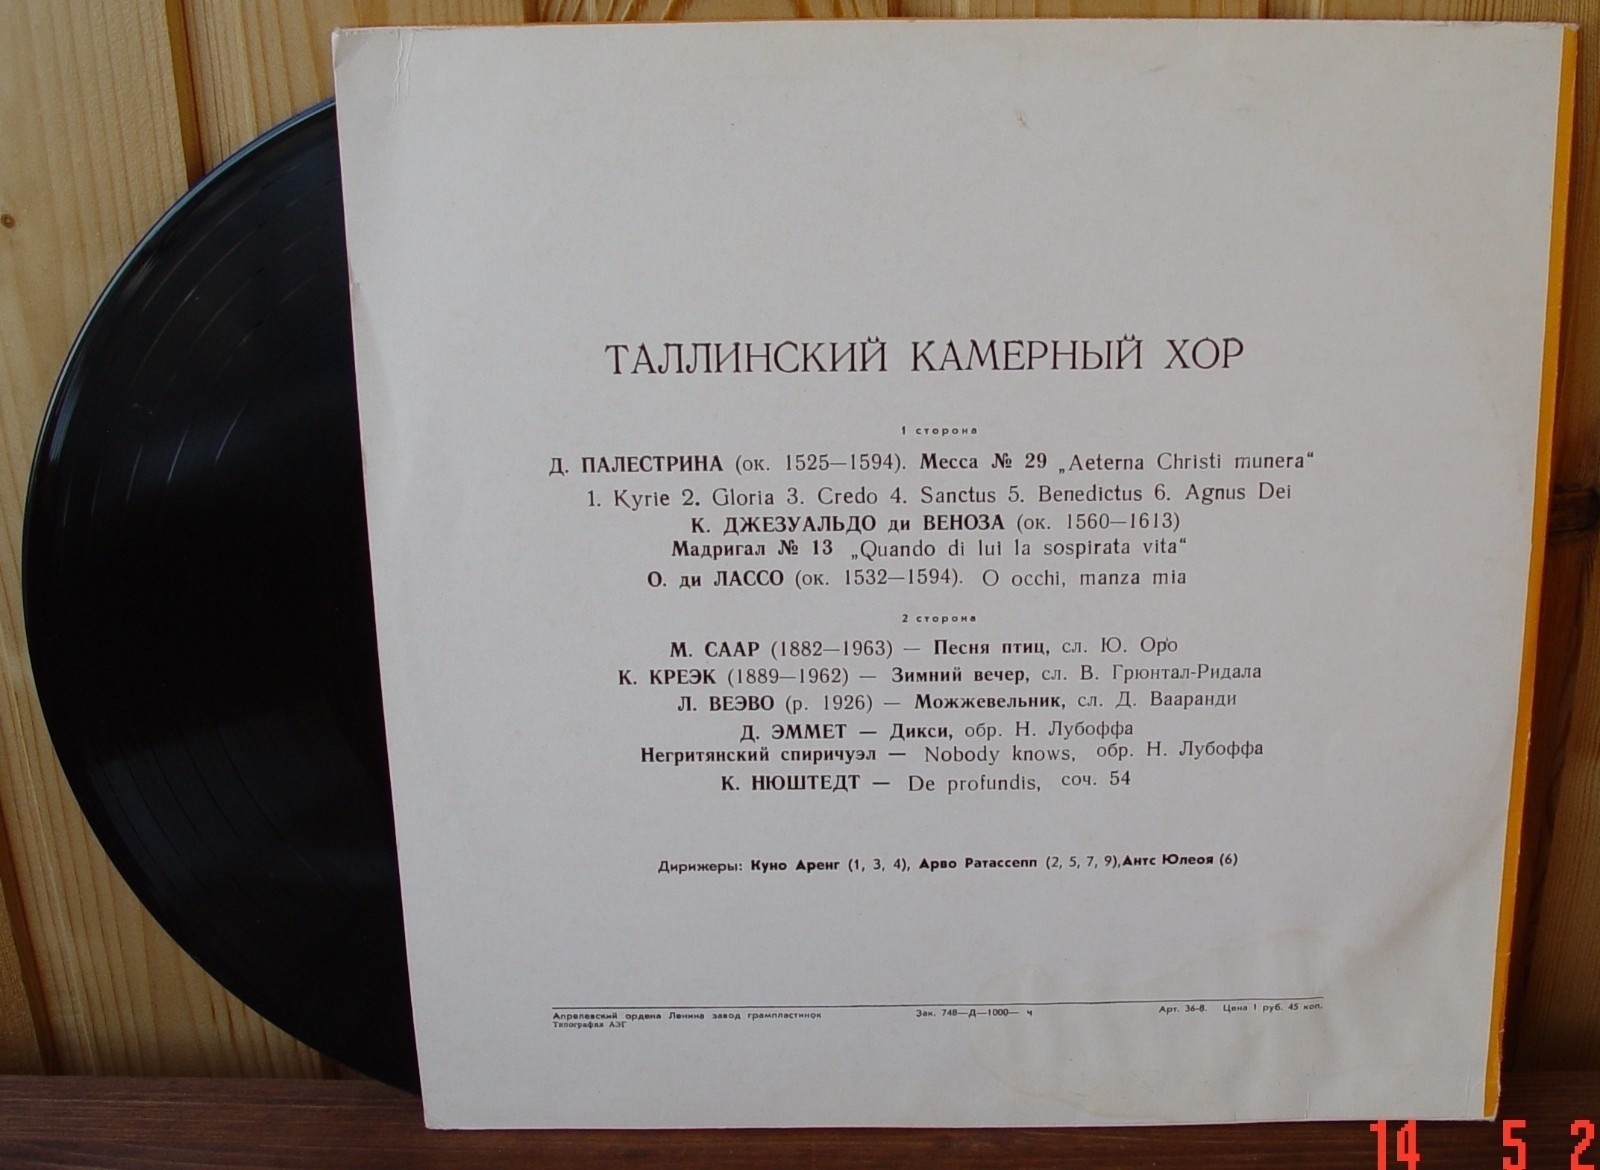 ТАЛЛИНСКИЙ КАМЕРНЫЙ ХОР
1 сторона
Д. ПАЛЕСТРИНА (ок. 1525—1594). Месса № 29 „Aeterna Christi munera“
1. Kyrie 2. Gloria 3. Credo 4. Sanctus 5. Benedictus 6. Agnus Dei
К. ДЖЕЗУАЛЬДО ди ВЕНОЗА (ок. 1560—1613)
Мадригал № 13 „Quando di lui la sospirata vita“
О. ди ЛАССО (ок. 1532—1594). O occhi, manza mia
2 сторона
М. СААР (1882—1963) — Песня птиц, сл. Ю. Оро
К. КРЕЭК (1889—1962) — Зимний вечер, сл. В. Грюнтал-Ридала
Л. ВЕЭВО (р. 1926) — Можжевельник, сл. Д. Вааранди
Д. ЭММЕТ — Дикси, обр. Н. Лубоффа
Негритянский спиричуэл — Nobody knows, обр. Н. Лубоффа
К. НЮШТЕДТ — De profundis, соч. 54
Дирижеры: Куно Аренг (1, 3, 4), Арво Ратассепп (2, 5, 7, 9), Антс Юлеоя (6)
Апрелевский ордена Ленина завод грампластинок Зак. 748—Д—1000— ч Арт. 36-8. Цена 1 руб. 45 коп.
Типография АЗГ
14 5 2